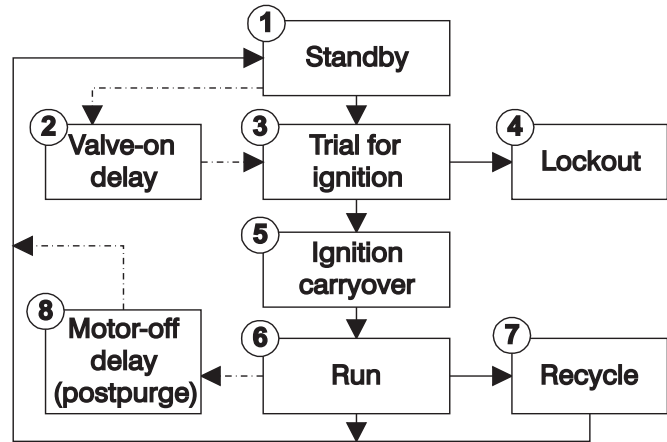 1
Standby
2
Valve-on
delay
3
Trial for
ignition
4
Lockout
5
Ignition
carryover
8
Motor-off
delay
(postpurge)
6
Run
7
Recycle